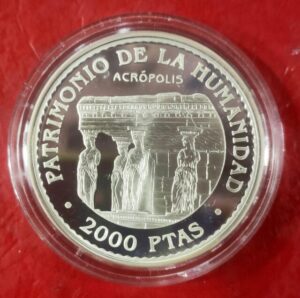 PATRIMONIO DE LA HUMANIDAD
ACRÓPOLIS
• 2000 PTAS •